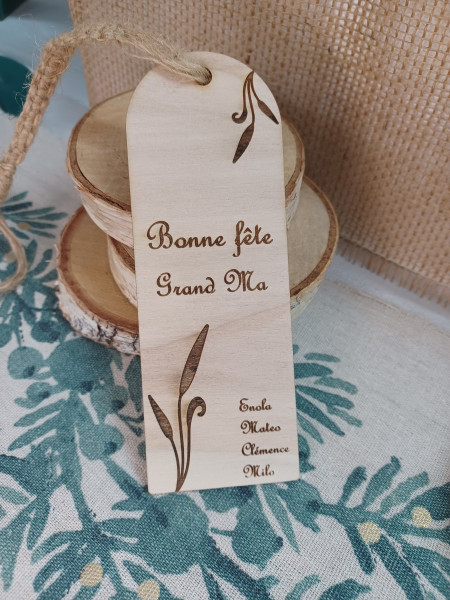 Bonne fête
Grand Ma
Enola
Mateo
Clémence
Milo